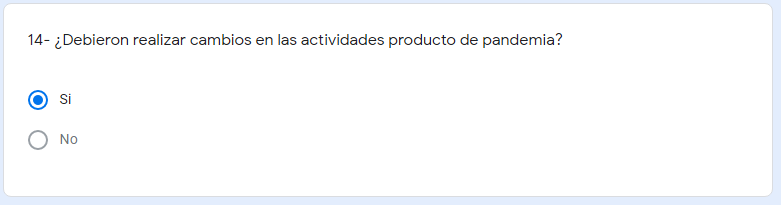 14- ¿Debieron realizar cambios en las actividades producto de pandemia?
Si
No